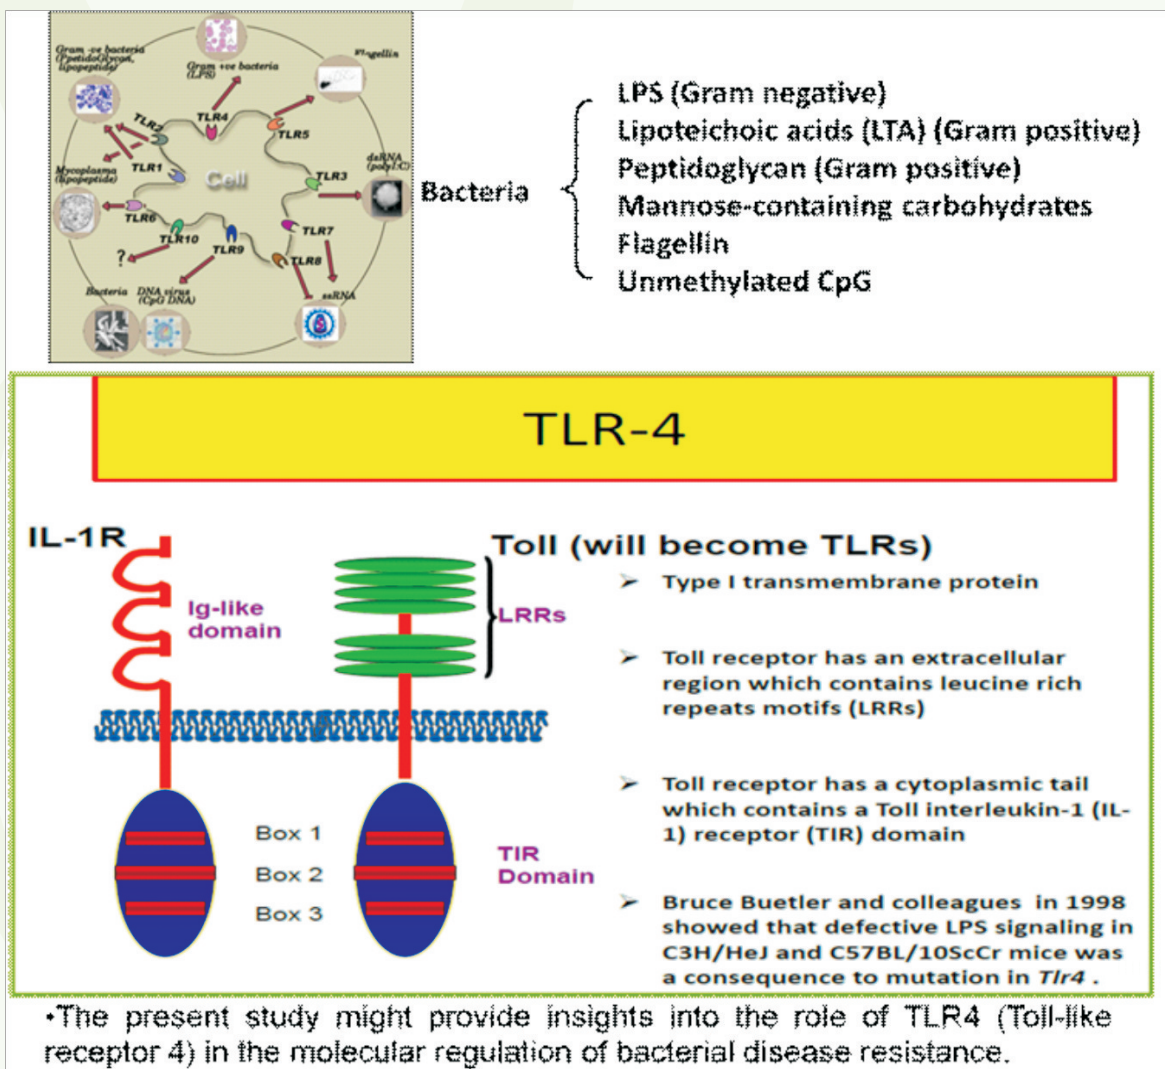 Gram -ve bacteria
(PpetidoGlycan,
lipopeptide)
Gram +ve bacteria
(LPS)
TLR2
TLR4
TLR5
TLR1
Mycoplasma
(lipopeptide)
Cell
TLR3
dsRNA
(polyI:C)
TLR6
TLR10
TLR9
TLR7
TLR8
?
Bacteria
DNA virus
(CpG DNA)
ssRNA
Bacteria
LPS (Gram negative)
Lipoteichoic acids (LTA) (Gram positive)
Peptidoglycan (Gram positive)
Mannose-containing carbohydrates
Flagellin
Unmethylated CpG
TLR-4
IL-1R
Ig-like
domain
LRRs
Box 1
Box 2
Box 3
TIR
Domain
Toll (will become TLRs)
➢ Type I transmembrane protein
➢ Toll receptor has an extracellular
region which contains leucine rich
repeats motifs (LRRs)
➢ Toll receptor has a cytoplasmic tail
which contains a Toll interleukin-1 (IL-
1) receptor (TIR) domain
➢ Bruce Buetler and colleagues in 1998
showed that defective LPS signaling in
C3H/HeJ and C57BL/10ScCr mice was
a consequence to mutation in Tlr4 .
•The present study might provide insights into the role of TLR4 (Toll-like
receptor 4) in the molecular regulation of bacterial disease resistance.